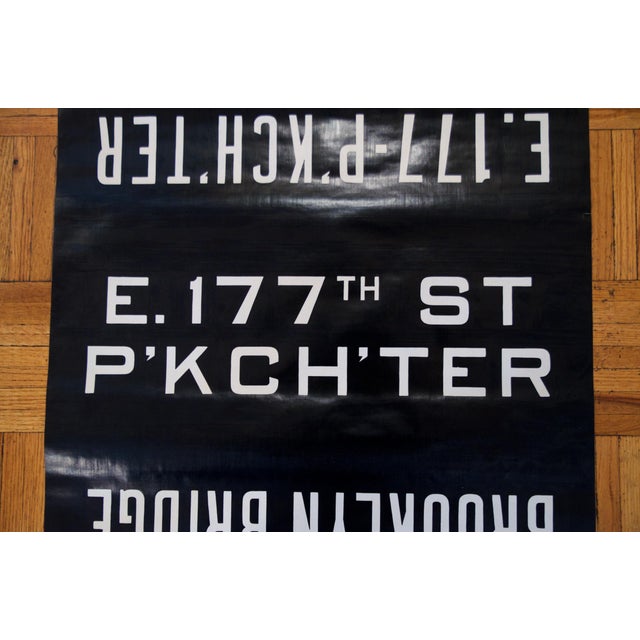 E. 177-P'KCH'TER
E. 177TH ST
P'KCH'TER
BROOKLYN BRIDGE